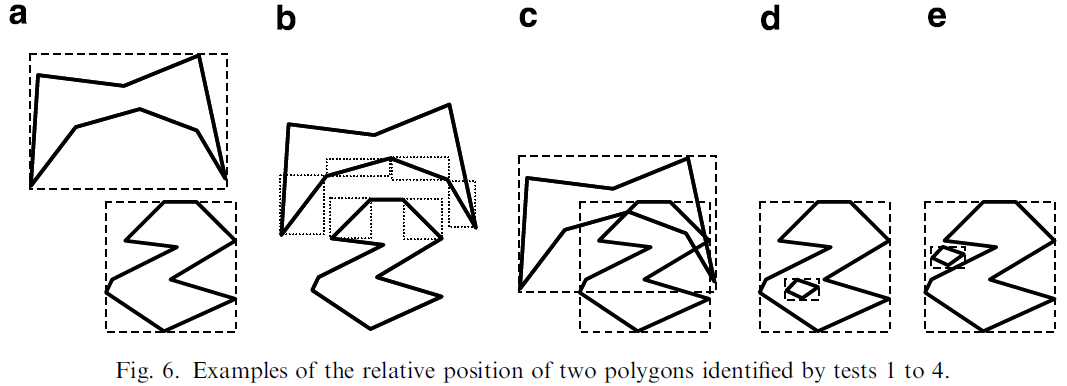 a b c d e
Fig. 6. Examples of the relative position of two polygons identified by tests 1 to 4.